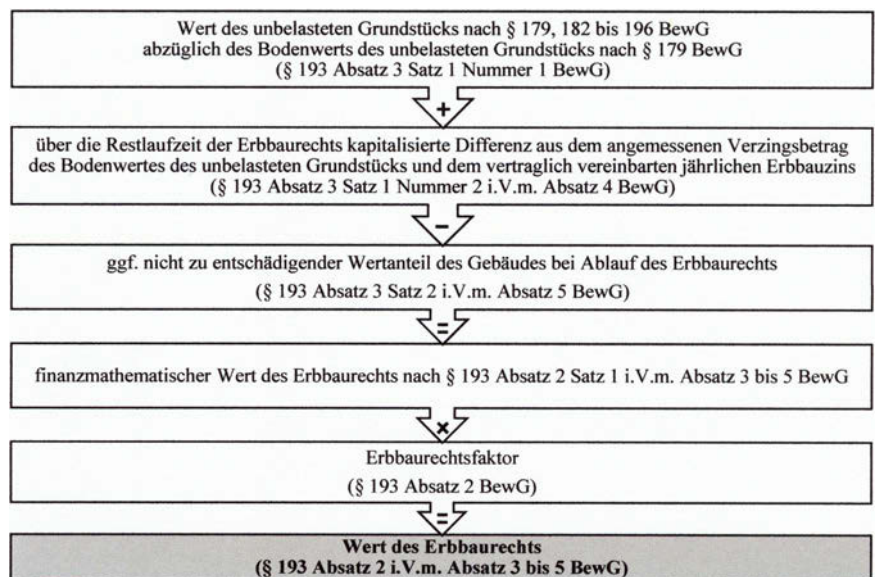 Wert des unbelasteten Grundstücks nach § 179, 182 bis 196 BewG
abzüglich des Bodenwerts des unbelasteten Grundstücks nach § 179 BewG
(§ 193 Absatz 3 Satz 1 Nummer 1 BewG)
+
über die Restlaufzeit der Erbbaurechts kapitalisierte Differenz aus dem angemessenen Verzingsbetrag
des Bodenwertes des unbelasteten Grundstücks und dem vertraglich vereinbarten jährlichen Erbbauzins
(§ 193 Absatz 3 Satz 1 Nummer 2 i.V.m. Absatz 4 BewG)
−
ggf. nicht zu entschädigender Wertanteil des Gebäudes bei Ablauf des Erbbaurechts
(§ 193 Absatz 3 Satz 2 i.V.m. Absatz 5 BewG)
=
finanzmathematischer Wert des Erbbaurechts nach § 193 Absatz 2 Satz 1 i.V.m. Absatz 3 bis 5 BewG
×
Erbbaurechtsfaktor
(§ 193 Absatz 2 BewG)
=
Wert des Erbbaurechts
(§ 193 Absatz 2 i.V.m. Absatz 3 bis 5 BewG)